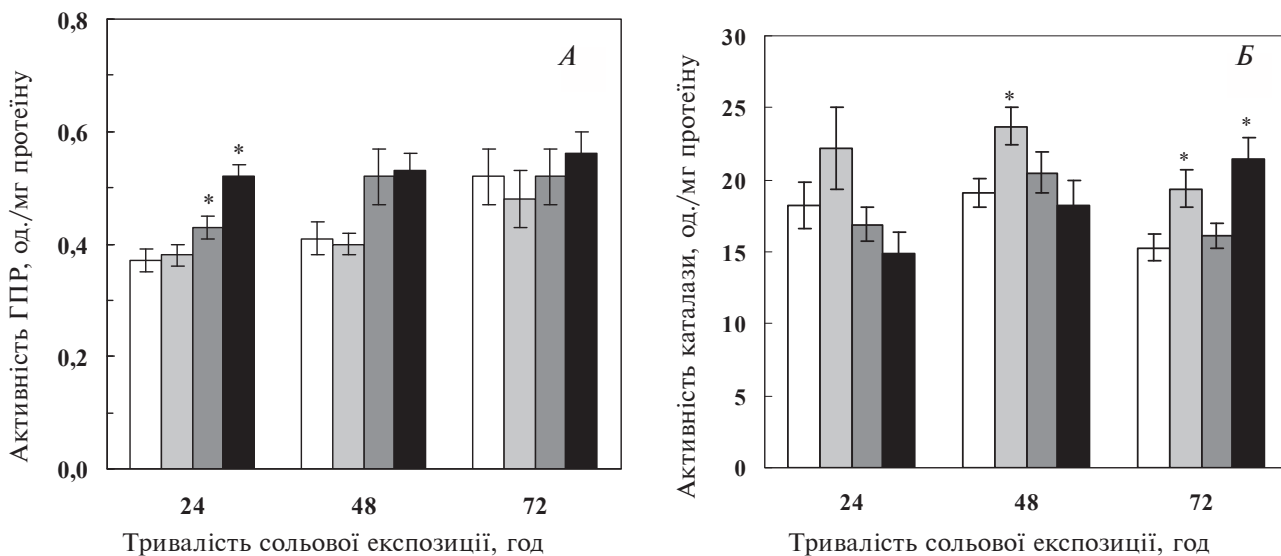 Активність ГПР, од./мг протеїну
0,8
0,6
0,4
0,2
0,0
А
*
*
24 48 72
Тривалість сольової експозиції, год
Активність каталази, од./мг протеїну
30
25
20
15
10
5
0
Б
*
*
*
24 48 72
Тривалість сольової експозиції, год